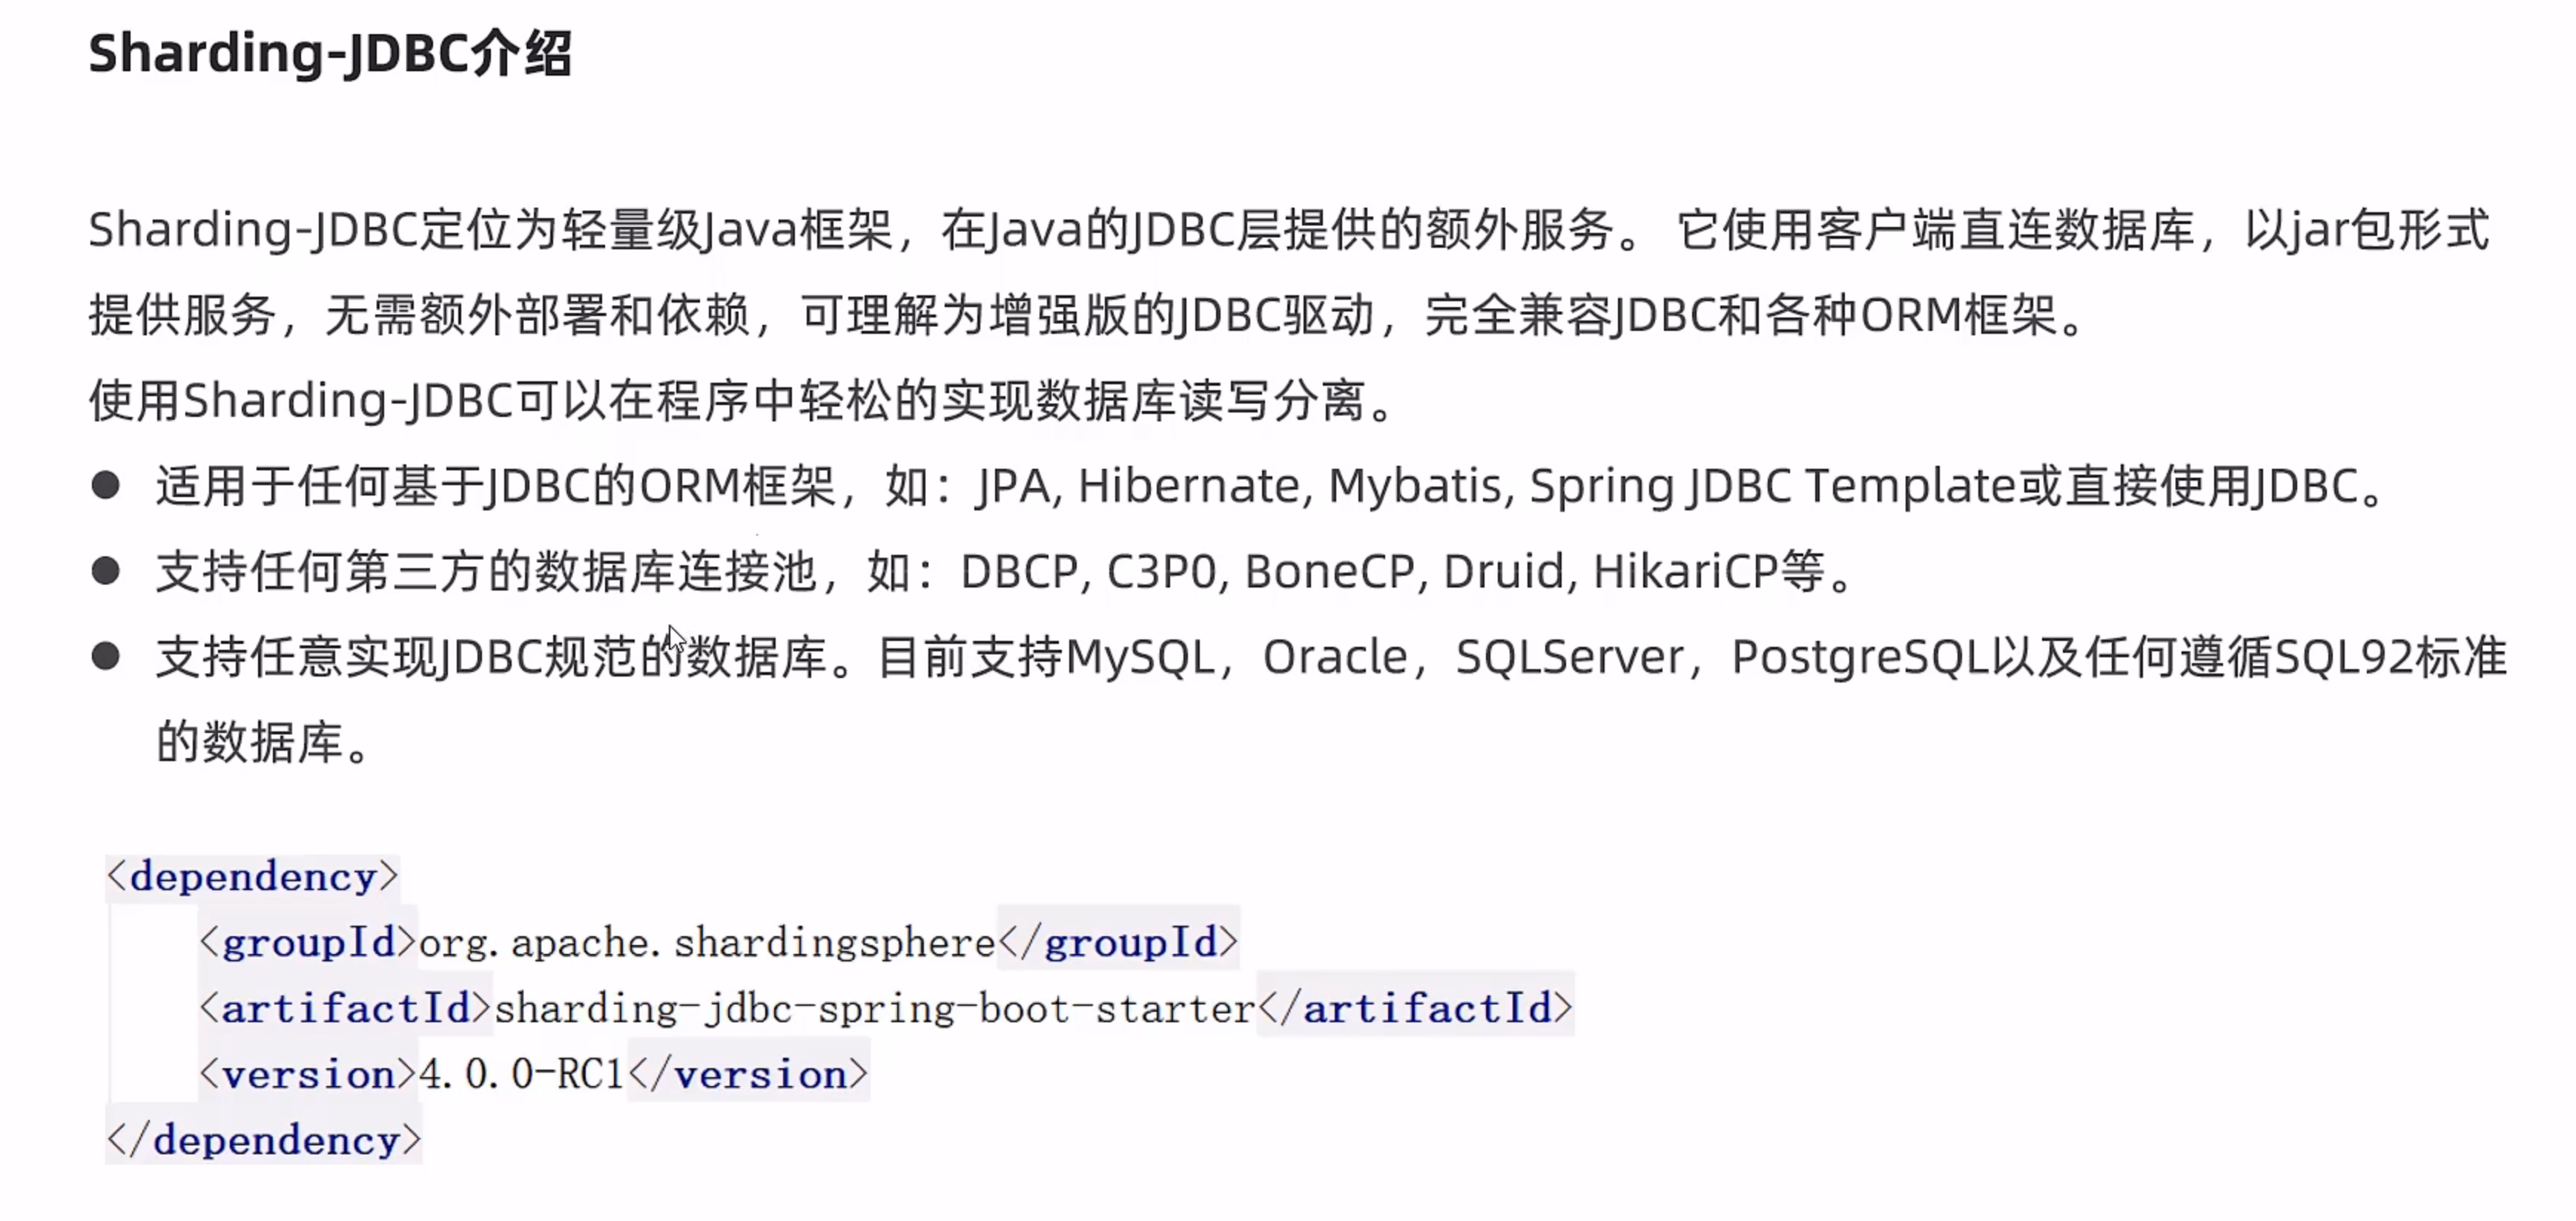 Sharding-JDBC介绍
Sharding-JDBC定位为轻量级Java框架，在Java的JDBC层提供的额外服务。 它使用客户端直连数据库，以jar包形式
提供服务，无需额外部署和依赖，可理解为增强版的JDBC驱动，完全兼容JDBC和各种ORM框架。
使用Sharding-JDBC可以在程序中轻松的实现数据库读写分离。
● 适用于任何基于JDBC的ORM框架，如：JPA, Hibernate, Mybatis, Spring JDBC Template或直接使用JDBC。
● 支持任何第三方的数据库连接池，如：DBCP, C3P0, BoneCP, Druid, HikariCP等。
● 支持任意实现JDBC规范的数据库。目前支持MySQL，Oracle，SQLServer，PostgreSQL以及任何遵循SQL92标准
的数据库。
<dependency>
    <groupId>org.apache.shardingsphere</groupId>
    <artifactId>sharding-jdbc-spring-boot-starter</artifactId>
    <version>4.0.0-RC1</version>
</dependency>